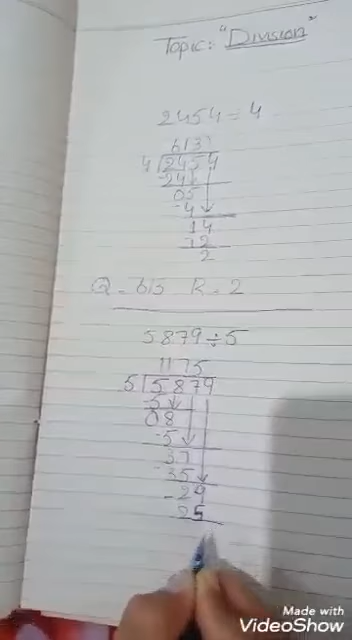 Topic: "Division"
2454 ÷ 4
613
4 2454
-24
05
-4
14
12
2
Q = 613 R = 2
5879 ÷ 5
1175
5 5879
-5
08
-5
37
-35
-29
25
Made with
VideoShow